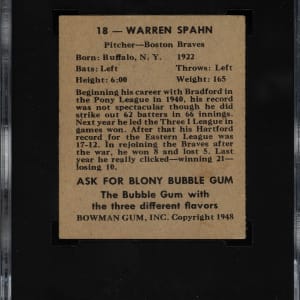 18 — WARREN SPAHN
Pitcher—Boston Braves
Born: Buffalo, N. Y. 1922
Bats: Left Throws: Left
Height: 6:00 Weight: 165
Beginning his career with Bradford in
the Pony League in 1940, his record
was not spectacular though he did
strike out 62 batters in 66 innings.
Next year he led the Three I League in
games won. After this his Hartford
record for the Eastern League was
17-12. In rejoining the Braves after
the war, he won 8 and lost 5. Last
year he really clicked—winning 21—
losing 10.
ASK FOR BLONY BUBBLE GUM
The Bubble Gum with
the three different flavors
BOWMAN GUM, INC. Copyright 1948